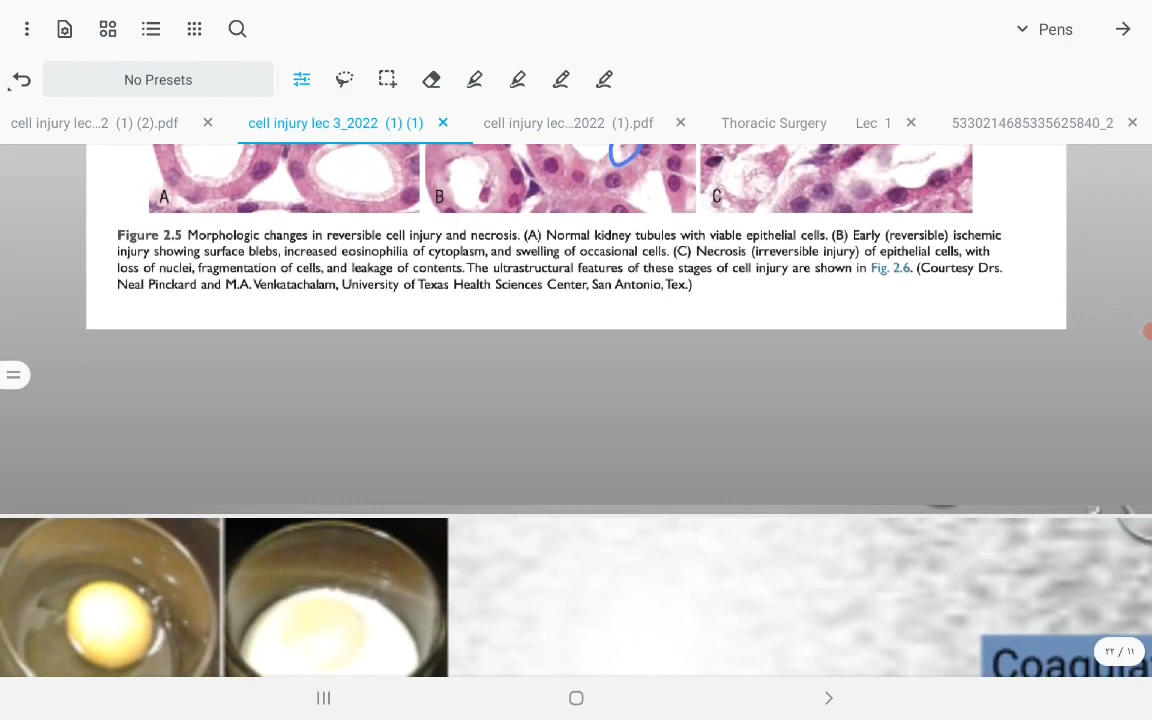 Pens
No Presets
cell injury lec...2 (1) (2).pdf
cell injury lec 3_2022 (1) (1)
cell injury lec...2022 (1).pdf
Thoracic Surgery
Lec 1
5330214685335625840_2
A
B
C
Figure 2.5 Morphologic changes in reversible cell injury and necrosis. (A) Normal kidney tubules with viable epithelial cells. (B) Early (reversible) ischemic
injury showing surface blebs, increased eosinophilia of cytoplasm, and swelling of occasional cells. (C) Necrosis (irreversible injury) of epithelial cells, with
loss of nuclei, fragmentation of cells, and leakage of contents. The ultrastructural features of these stages of cell injury are shown in Fig. 2.6. (Courtesy Drs.
Neal Pinckard and M.A. Venkatachalam, University of Texas Health Sciences Center, San Antonio, Tex.)
٢٢ / ١١